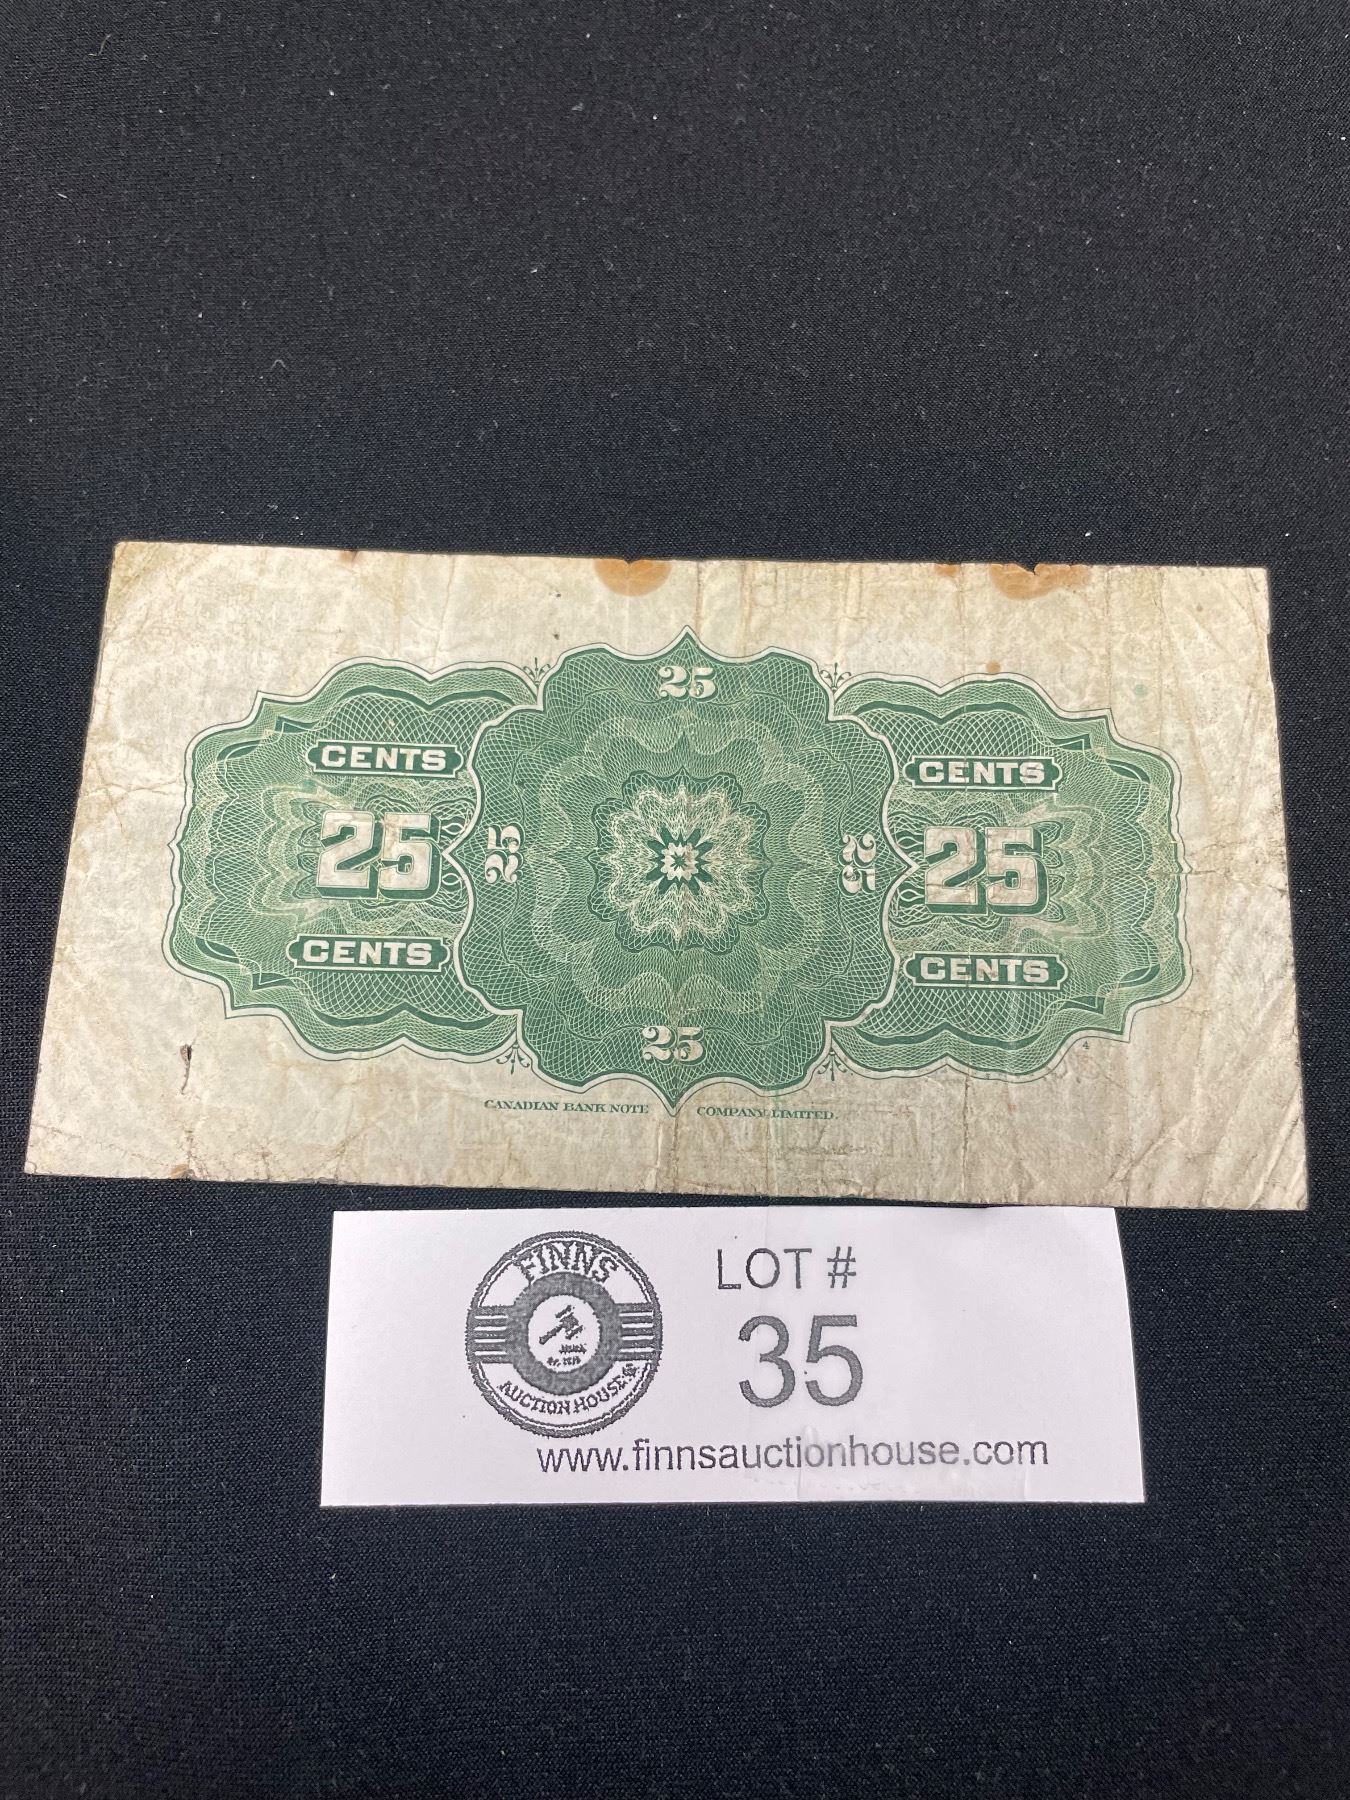 25
CENTS CENTS
25 25 25 25
CENTS CENTS
25
4
CANADIAN BANK NOTE COMPANY, LIMITED.
FINNS
AUCTION HOUSE
LOT #
35
www.finnsauctionhouse.com